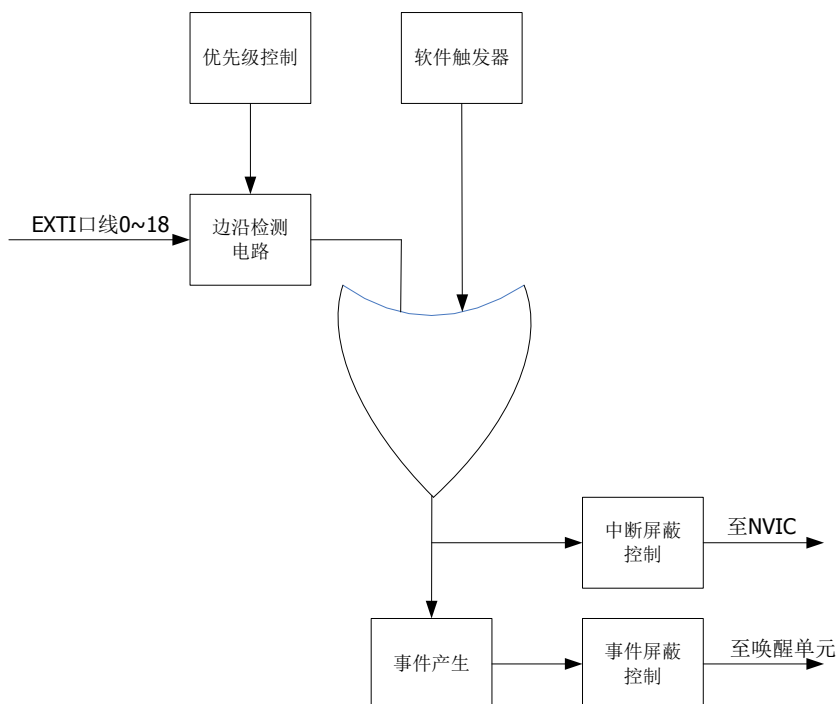 优先级控制
软件触发器
EXTI口线0~18
边沿检测
电路
中断屏蔽
控制
至NVIC
事件产生
事件屏蔽
控制
至唤醒单元